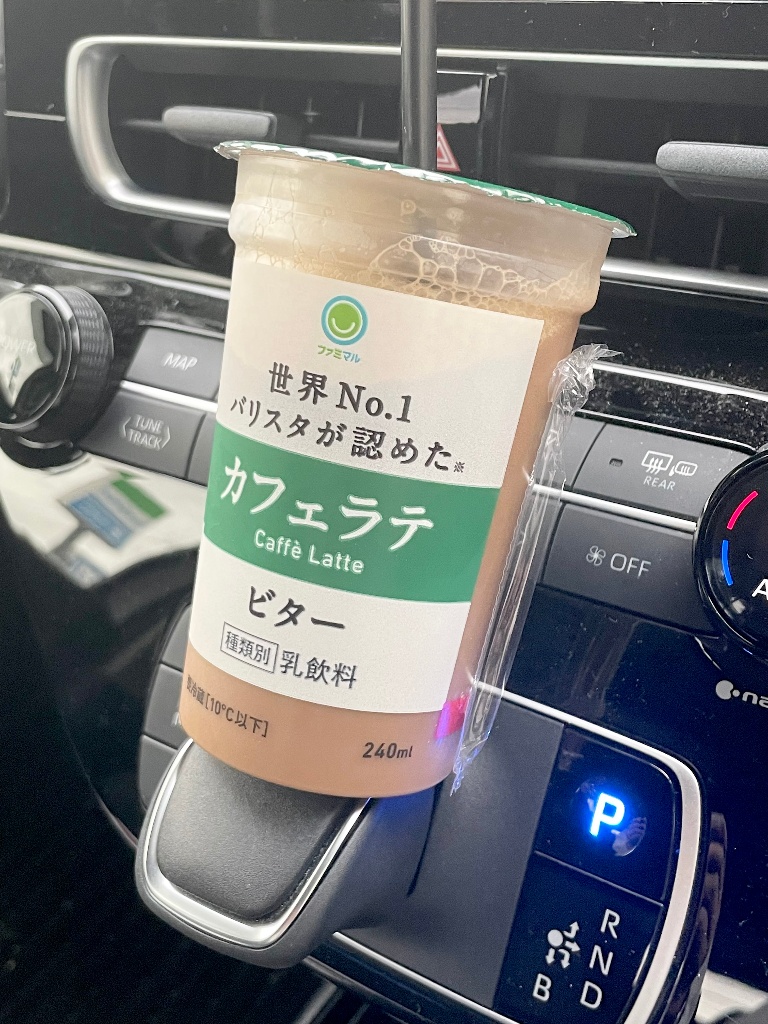 ファミマル
世界 No.1
バリスタが 認めた※
カフェラテ
Caffè Latte
ビター
種類別 乳飲料
要冷蔵[10°C以下]
240ml
MAP
TUNE
TRACK
REAR
OFF
P
R
N
B D